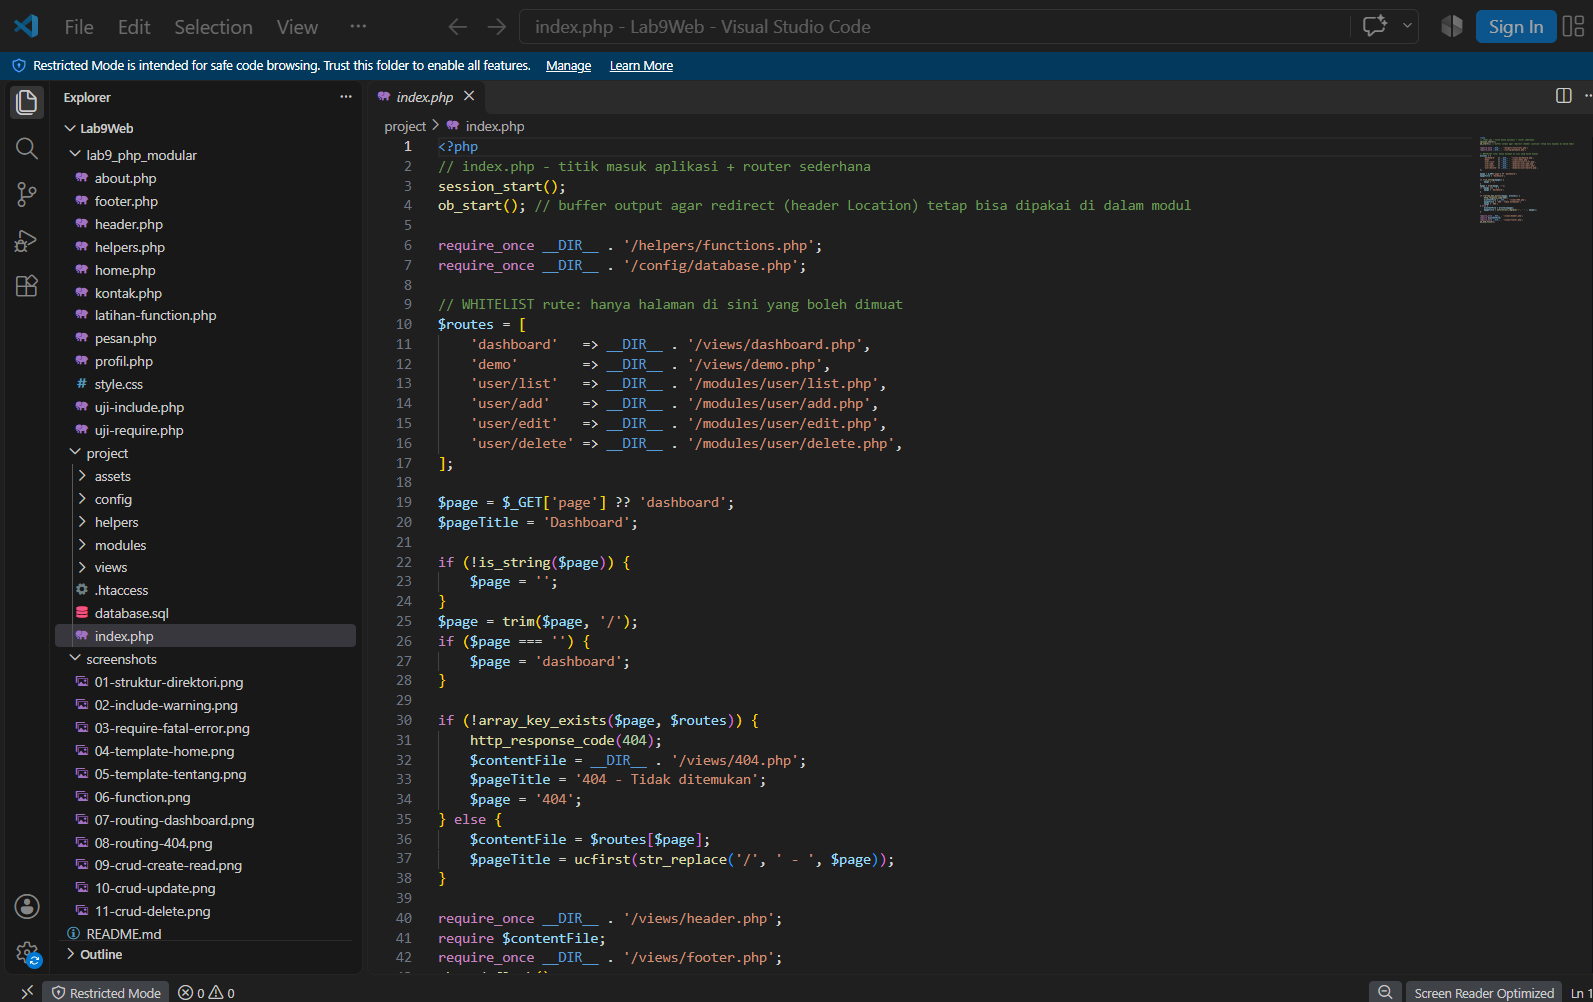 File Edit Selection View ··· index.php - Lab9Web - Visual Studio Code Sign In
Restricted Mode is intended for safe code browsing. Trust this folder to enable all features. Manage Learn More
Explorer
Lab9Web
lab9_php_modular
about.php
footer.php
header.php
helpers.php
home.php
kontak.php
latihan-function.php
pesan.php
profil.php
# style.css
uji-include.php
uji-require.php
project
assets
config
helpers
modules
views
.htaccess
database.sql
index.php
screenshots
01-struktur-direktori.png
02-include-warning.png
03-require-fatal-error.png
04-template-home.png
05-template-tentang.png
06-function.png
07-routing-dashboard.png
08-routing-404.png
09-crud-create-read.png
10-crud-update.png
11-crud-delete.png
README.md
Outline
index.php
project > index.php
1 <?php
2 // index.php - titik masuk aplikasi + router sederhana
3 session_start();
4 ob_start(); // buffer output agar redirect (header Location) tetap bisa dipakai di dalam modul
5
6 require_once __DIR__ . '/helpers/functions.php';
7 require_once __DIR__ . '/config/database.php';
8
9 // WHITELIST rute: hanya halaman di sini yang boleh dimuat
10 $routes = [
11     'dashboard'   => __DIR__ . '/views/dashboard.php',
12     'demo'        => __DIR__ . '/views/demo.php',
13     'user/list'   => __DIR__ . '/modules/user/list.php',
14     'user/add'    => __DIR__ . '/modules/user/add.php',
15     'user/edit'   => __DIR__ . '/modules/user/edit.php',
16     'user/delete' => __DIR__ . '/modules/user/delete.php',
17 ];
18
19 $page = $_GET['page'] ?? 'dashboard';
20 $pageTitle = 'Dashboard';
21
22 if (!is_string($page)) {
23     $page = '';
24 }
25 $page = trim($page, '/');
26 if ($page === '') {
27     $page = 'dashboard';
28 }
29
30 if (!array_key_exists($page, $routes)) {
31     http_response_code(404);
32     $contentFile = __DIR__ . '/views/404.php';
33     $pageTitle = '404 - Tidak ditemukan';
34     $page = '404';
35 } else {
36     $contentFile = $routes[$page];
37     $pageTitle = ucfirst(str_replace('/', ' - ', $page));
38 }
39
40 require_once __DIR__ . '/views/header.php';
41 require $contentFile;
42 require_once __DIR__ . '/views/footer.php';
Restricted Mode 0 0 Screen Reader Optimized Ln 1